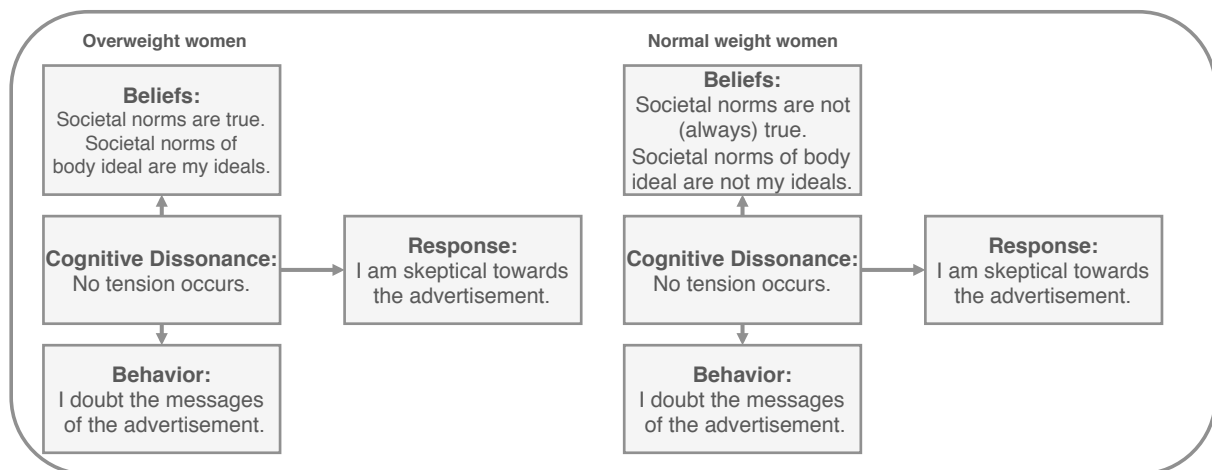 Overweight women
Beliefs:
Societal norms are true.
Societal norms of
body ideal are my ideals.
Cognitive Dissonance:
No tension occurs.
Response:
I am skeptical towards
the advertisement.
Behavior:
I doubt the messages
of the advertisement.
Normal weight women
Beliefs:
Societal norms are not
(always) true.
Societal norms of body
ideal are not my ideals.
Cognitive Dissonance:
No tension occurs.
Response:
I am skeptical towards
the advertisement.
Behavior:
I doubt the messages
of the advertisement.